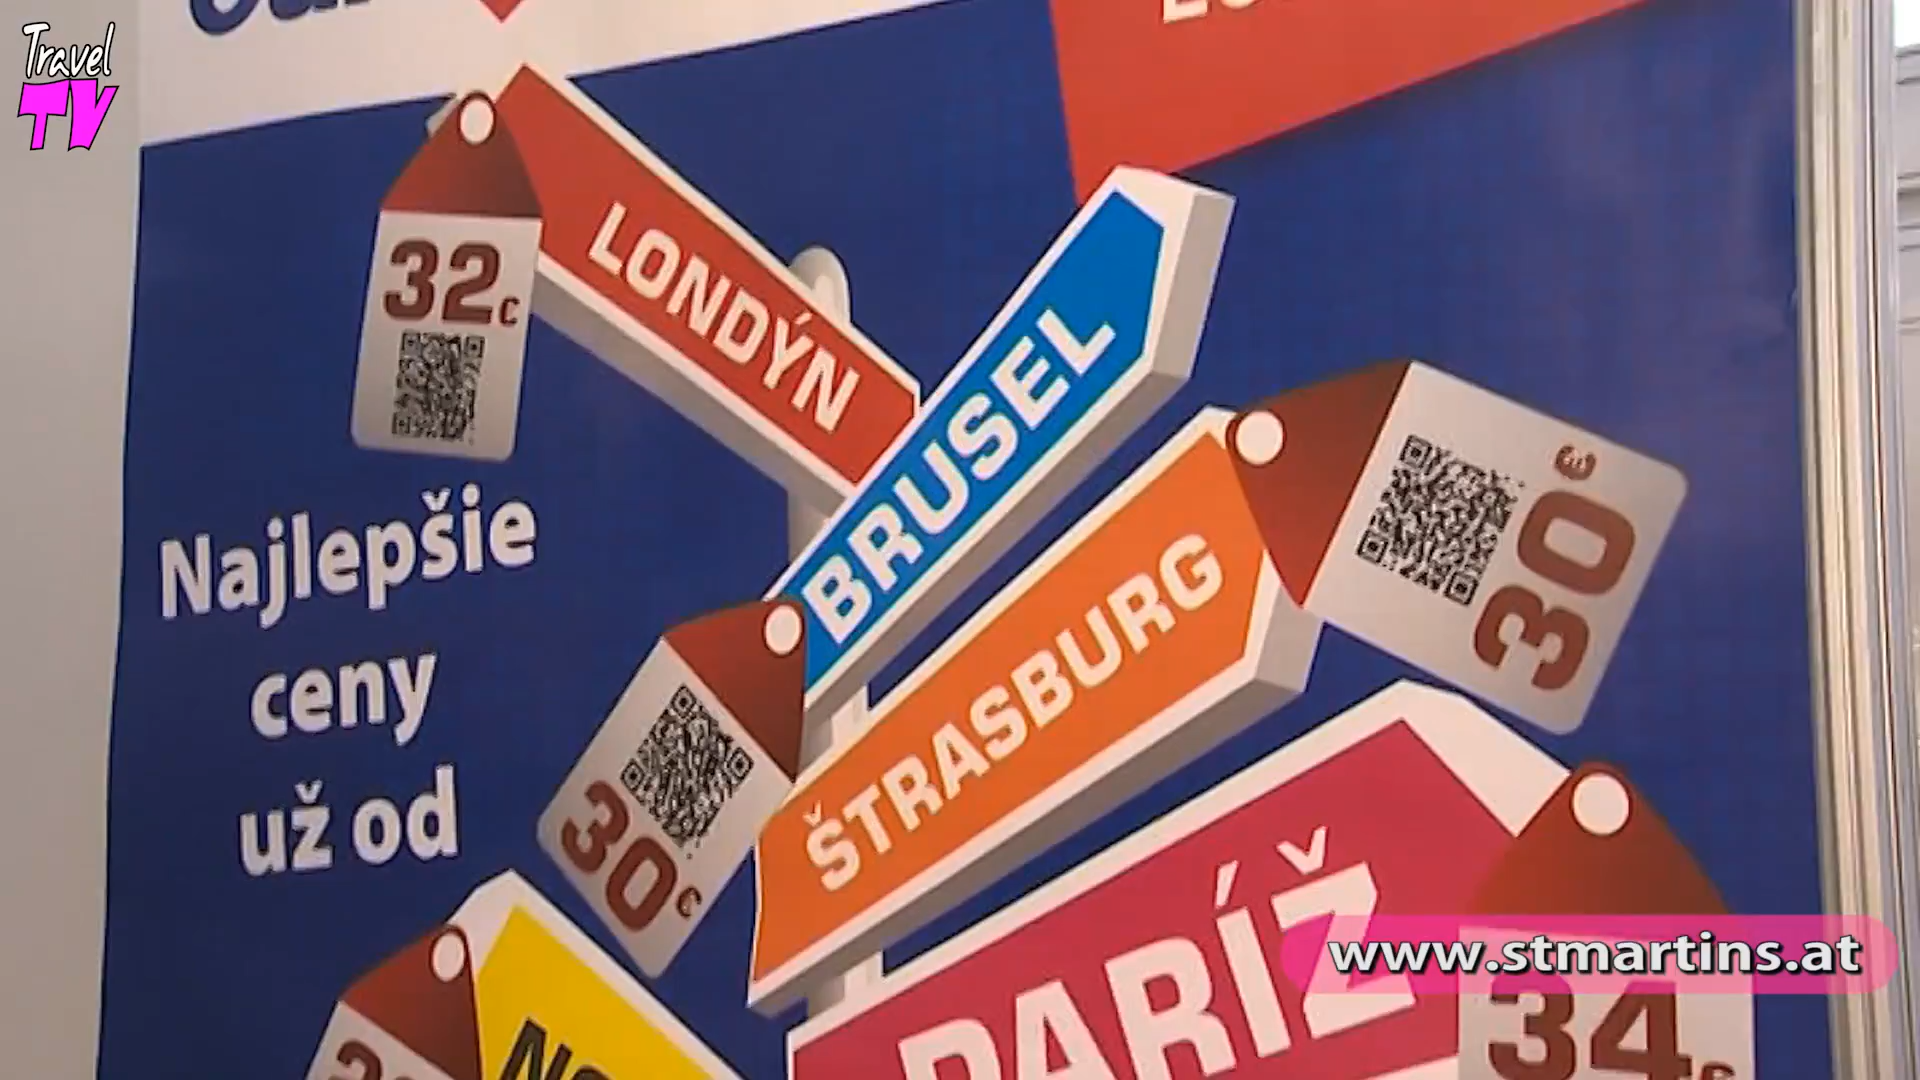 Travel
TV
LONDÝN
32€
BRUSEL
30€
ŠTRASBURG
30€
Najlepšie
ceny
už od
PARÍŽ
34€
www.stmartins.at